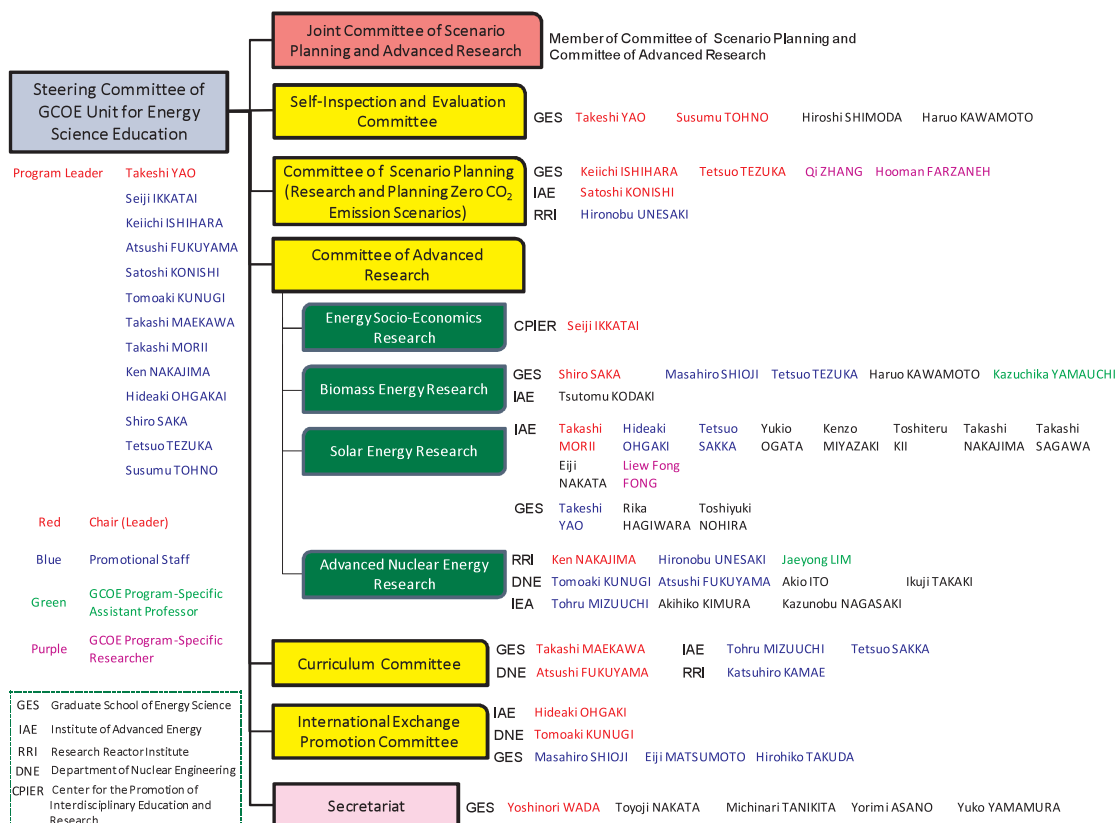 Joint Committee of Scenario
Planning and Advanced Research
Member of Committee of Scenario Planning and
Committee of Advanced Research
Steering Committee of
GCOE Unit for Energy
Science Education
Self-Inspection and Evaluation
Committee
GES Takeshi YAO Susumu TOHNO Hiroshi SHIMODA Haruo KAWAMOTO
Program Leader Takeshi YAO
Seiji IKKATAI
Keiichi ISHIHARA
Atsushi FUKUYAMA
Satoshi KONISHI
Tomoaki KUNUGI
Takashi MAEKAWA
Takashi MORII
Ken NAKAJIMA
Hideaki OHGAKAI
Shiro SAKA
Tetsuo TEZUKA
Susumu TOHNO
Committee of Scenario Planning
(Research and Planning Zero CO2
Emission Scenarios)
GES Keiichi ISHIHARA Tetsuo TEZUKA Qi ZHANG Hooman FARZANEH
IAE Satoshi KONISHI
RRI Hironobu UNESAKI
Committee of Advanced
Research
Energy Socio-Economics
Research
CPIER Seiji IKKATAI
Biomass Energy Research
GES Shiro SAKA Masahiro SHIOJI Tetsuo TEZUKA Haruo KAWAMOTO Kazuchika YAMAUCHI
IAE Tsutomu KODAKI
Solar Energy Research
IAE Takashi Hideaki Tetsuo Yukio Kenzo Toshiteru Takashi Takashi
MORII OHGAKI SAKKA OGATA MIYAZAKI KII NAKAJIMA SAGAWA
Eiji Liew Fong
NAKATA FONG
GES Takeshi Rika Toshiyuki
YAO HAGIWARA NOHIRA
Advanced Nuclear Energy
Research
RRI Ken NAKAJIMA Hironobu UNESAKI Jaeyong LIM
DNE Tomoaki KUNUGI Atsushi FUKUYAMA Akio ITO Ikuji TAKAKI
IEA Tohru MIZUUCHI Akihiko KIMURA Kazunobu NAGASAKI
Red Chair (Leader)
Blue Promotional Staff
Green GCOE Program-Specific
Assistant Professor
Purple GCOE Program-Specific
Researcher
Curriculum Committee
GES Takashi MAEKAWA IAE Tohru MIZUUCHI Tetsuo SAKKA
DNE Atsushi FUKUYAMA RRI Katsuhiro KAMAE
International Exchange
Promotion Committee
IAE Hideaki OHGAKI
DNE Tomoaki KUNUGI
GES Masahiro SHIOJI Eiji MATSUMOTO Hirohiko TAKUDA
Secretariat
GES Yoshinori WADA Toyoji NAKATA Michinari TANIKITA Yorimi ASANO Yuko YAMAMURA
GES Graduate School of Energy Science
IAE Institute of Advanced Energy
RRI Research Reactor Institute
DNE Department of Nuclear Engineering
CPIER Center for the Promotion of
Interdisciplinary Education and
Research